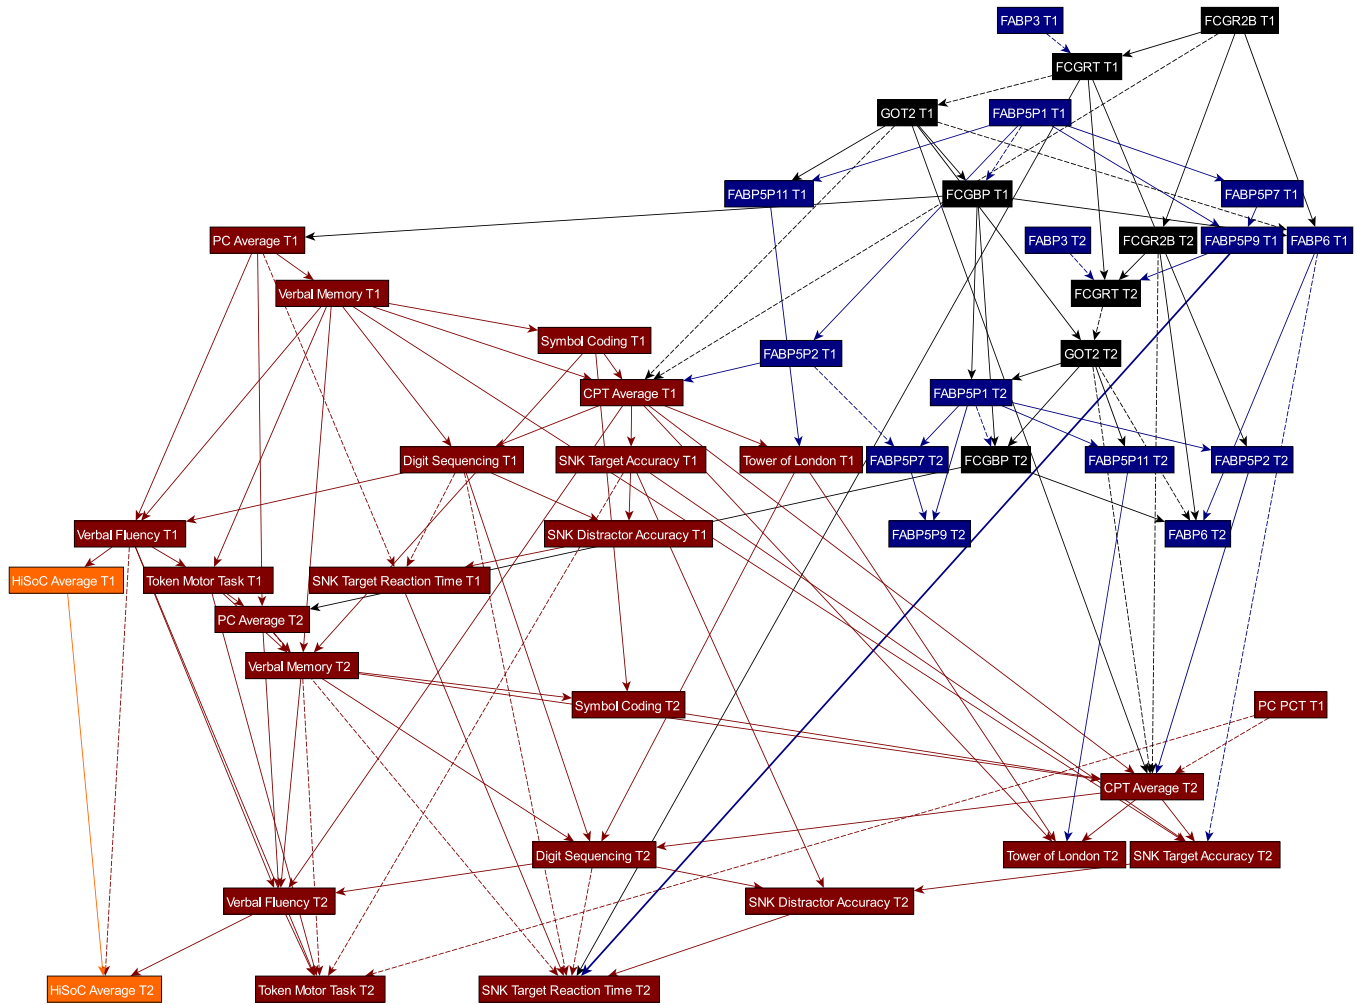 FABP3 T1
FCGR2B T1
FCGRT T1
GOT2 T1
FABP5P1 T1
FABP5P11 T1
FCGBP T1
FABP5P7 T1
PC Average T1
FABP3 T2
FCGR2B T2
FABP5P9 T1
FABP6 T1
Verbal Memory T1
FCGRT T2
Symbol Coding T1
FABP5P2 T1
GOT2 T2
CPT Average T1
FABP5P1 T2
Digit Sequencing T1
SNK Target Accuracy T1
Tower of London T1
FABP5P7 T2
FCGBP T2
FABP5P11 T2
FABP5P2 T2
Verbal Fluency T1
SNK Distractor Accuracy T1
FABP5P9 T2
FABP6 T2
HiSoC Average T1
Token Motor Task T1
SNK Target Reaction Time T1
PC Average T2
Verbal Memory T2
Symbol Coding T2
PC PCT T1
CPT Average T2
Digit Sequencing T2
Tower of London T2
SNK Target Accuracy T2
Verbal Fluency T2
SNK Distractor Accuracy T2
HiSoC Average T2
Token Motor Task T2
SNK Target Reaction Time T2